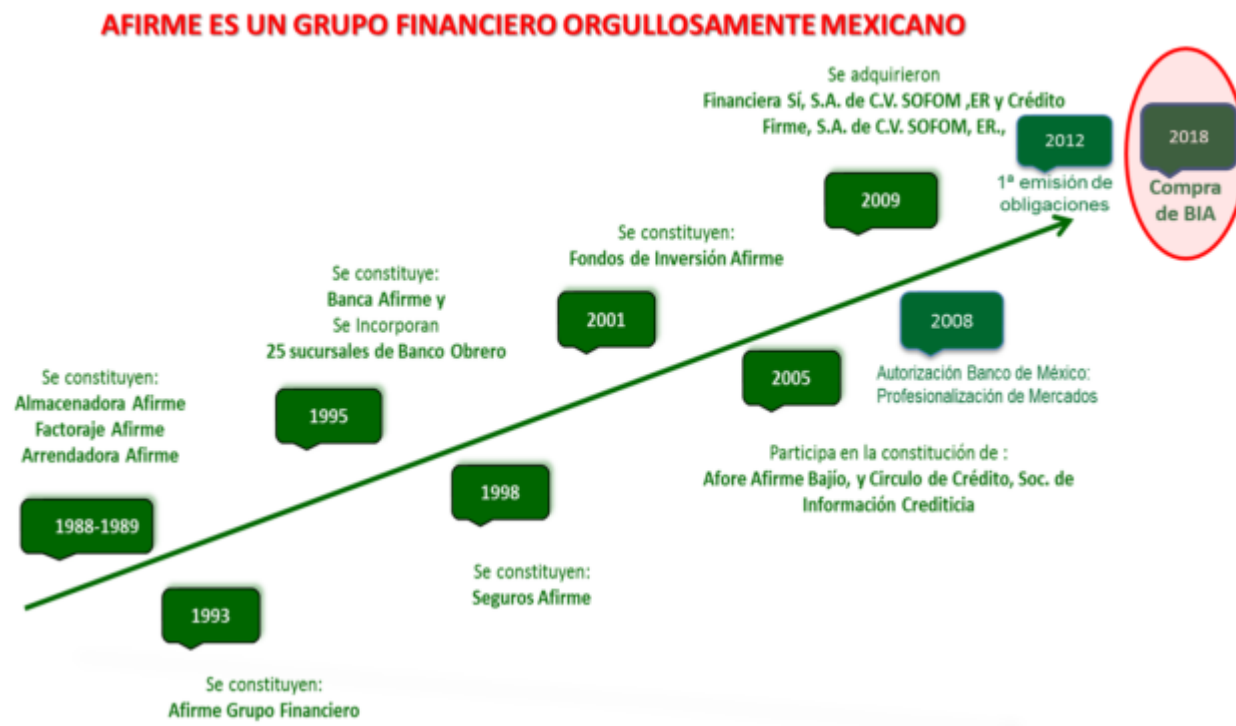 AFIRME ES UN GRUPO FINANCIERO ORGULLOSAMENTE MEXICANO
Se constituyen:
Almacenadora Afirme
Factoraje Afirme
Arrendadora Afirme
1988-1989
1993
Se constituyen:
Afirme Grupo Financiero
Se constituye:
Banca Afirme y
Se Incorporan
25 sucursales de Banco Obrero
1995
1998
Se constituyen:
Seguros Afirme
Se constituyen:
Fondos de Inversión Afirme
2001
2005
Participa en la constitución de :
Afore Afirme Bajío, y Circulo de Crédito, Soc. de
Información Crediticia
2008
Autorización Banco de México:
Profesionalización de Mercados
Se adquirieron
Financiera Sí, S.A. de C.V. SOFOM ,ER y Crédito
Firme, S.A. de C.V. SOFOM, ER.,
2009
2012
1ª emisión de
obligaciones
2018
Compra
de BIA